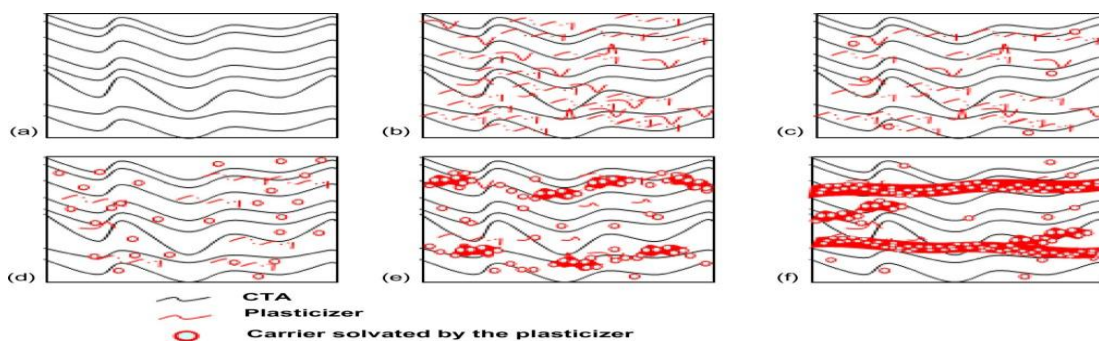 (a)
(b)
(c)
(d)
(e)
(f)
CTA
Plasticizer
Carrier solvated by the plasticizer